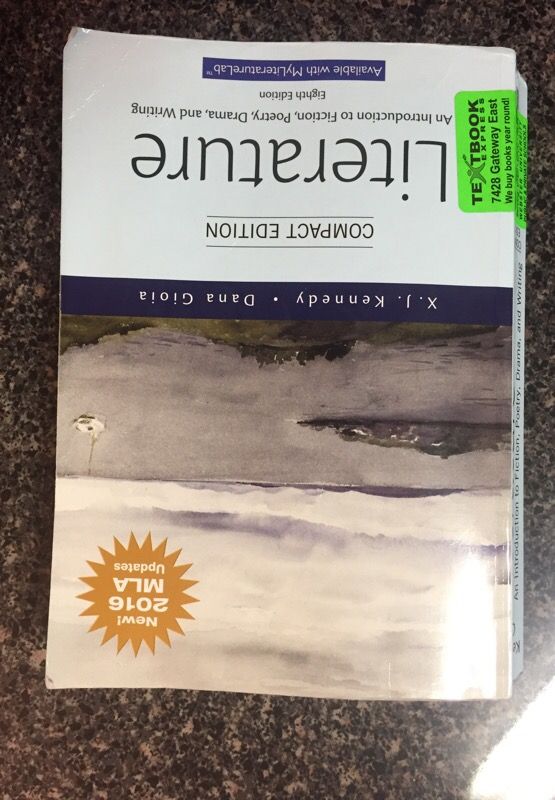 New!
2016
MLA
Updates
X. J. Kennedy • Dana Gioia
COMPACT EDITION
Literature
An Introduction to Fiction, Poetry, Drama, and Writing
Eighth Edition
Available with MyLiteratureLab™
TEXTBOOK
EXPRESS
7428 Gateway East
We buy books year round!
An Introduction to Fiction, Poetry, Drama, and Writing